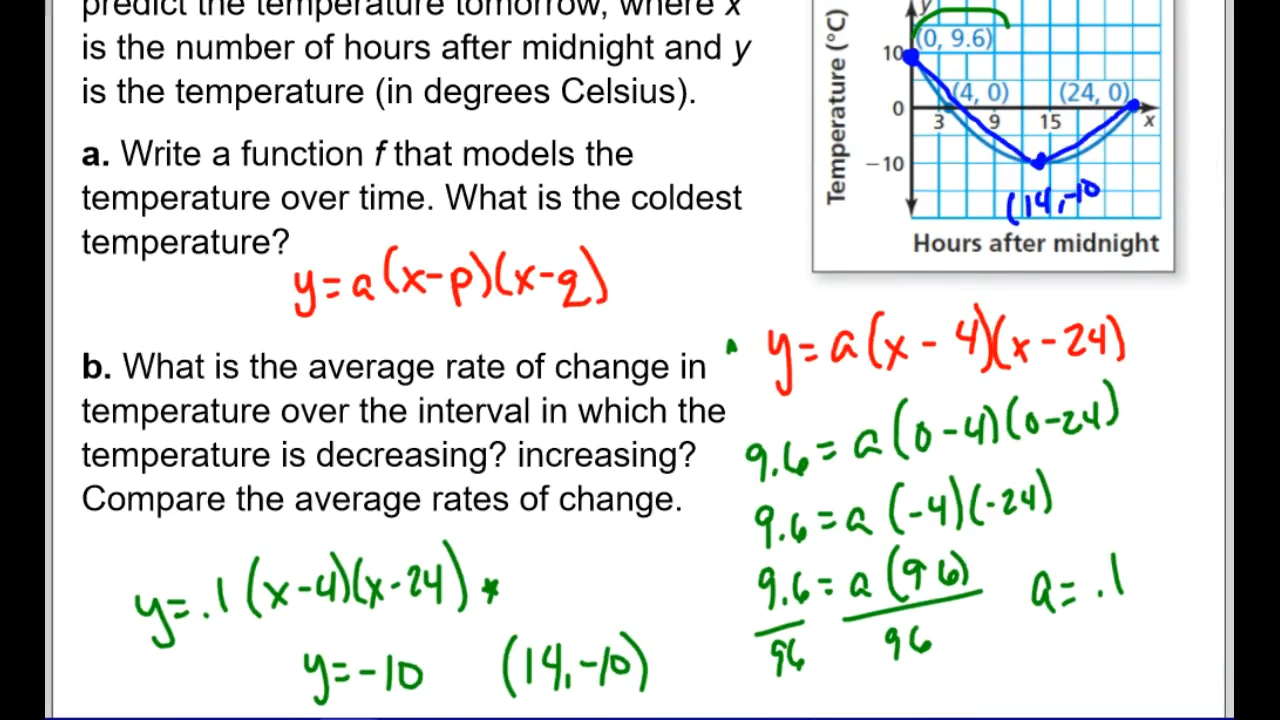 predict the temperature tomorrow, where x
is the number of hours after midnight and y
is the temperature (in degrees Celsius).
a. Write a function f that models the
temperature over time. What is the coldest
temperature?
y=a(x-p)(x-q)
b. What is the average rate of change in
temperature over the interval in which the
temperature is decreasing? increasing?
Compare the average rates of change.
y=.1(x-4)(x-24)*
y=-10 (14,-10)
Temperature (°C)
y
10
(0, 9.6)
(4, 0) (24, 0)
0
3 9 15 x
-10
(14,-10
Hours after midnight
y=a(x-4)(x-24)
9.6=a(0-4)(0-24)
9.6=a(-4)(-24)
9.6=a(96) a=.1
96 96